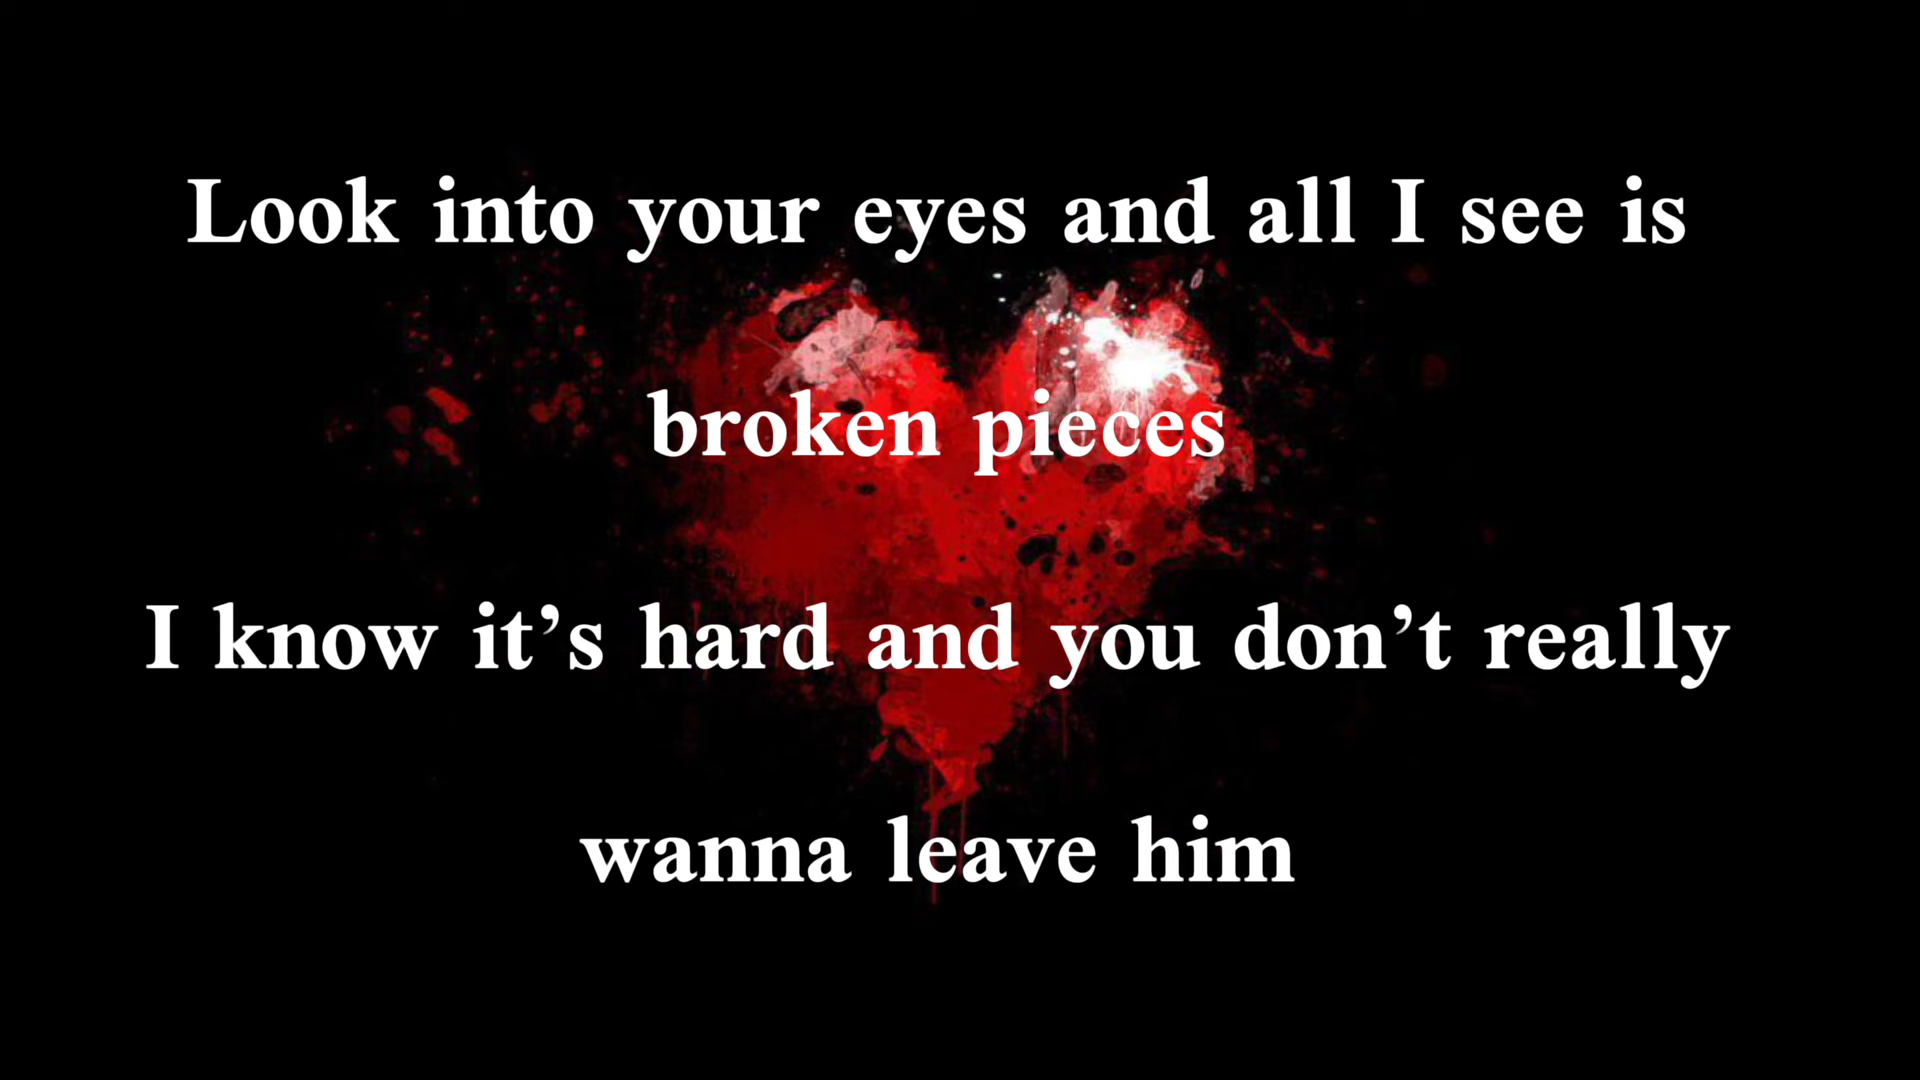 Look into your eyes and all I see is
broken pieces
I know it’s hard and you don’t really
wanna leave him